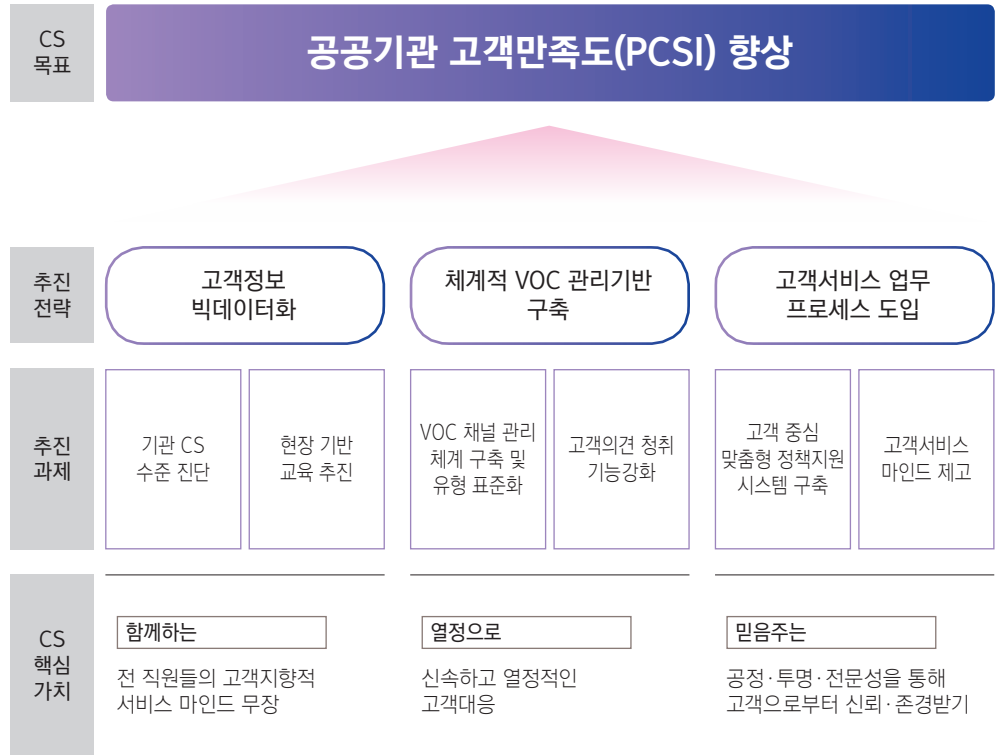 CS
목표
공공기관 고객만족도(PCSI) 향상
추진
전략
고객정보
빅데이터화
체계적 VOC 관리기반
구축
고객서비스 업무
프로세스 도입
추진
과제
기관 CS
수준 진단
현장 기반
교육 추진
VOC 채널 관리
체계 구축 및
유형 표준화
고객의견 청취
기능강화
고객 중심
맞춤형 정책지원
시스템 구축
고객서비스
마인드 제고
CS
핵심
가치
함께하는
전 직원들의 고객지향적
서비스 마인드 무장
열정으로
신속하고 열정적인
고객대응
믿음주는
공정·투명·전문성을 통해
고객으로부터 신뢰·존경받기